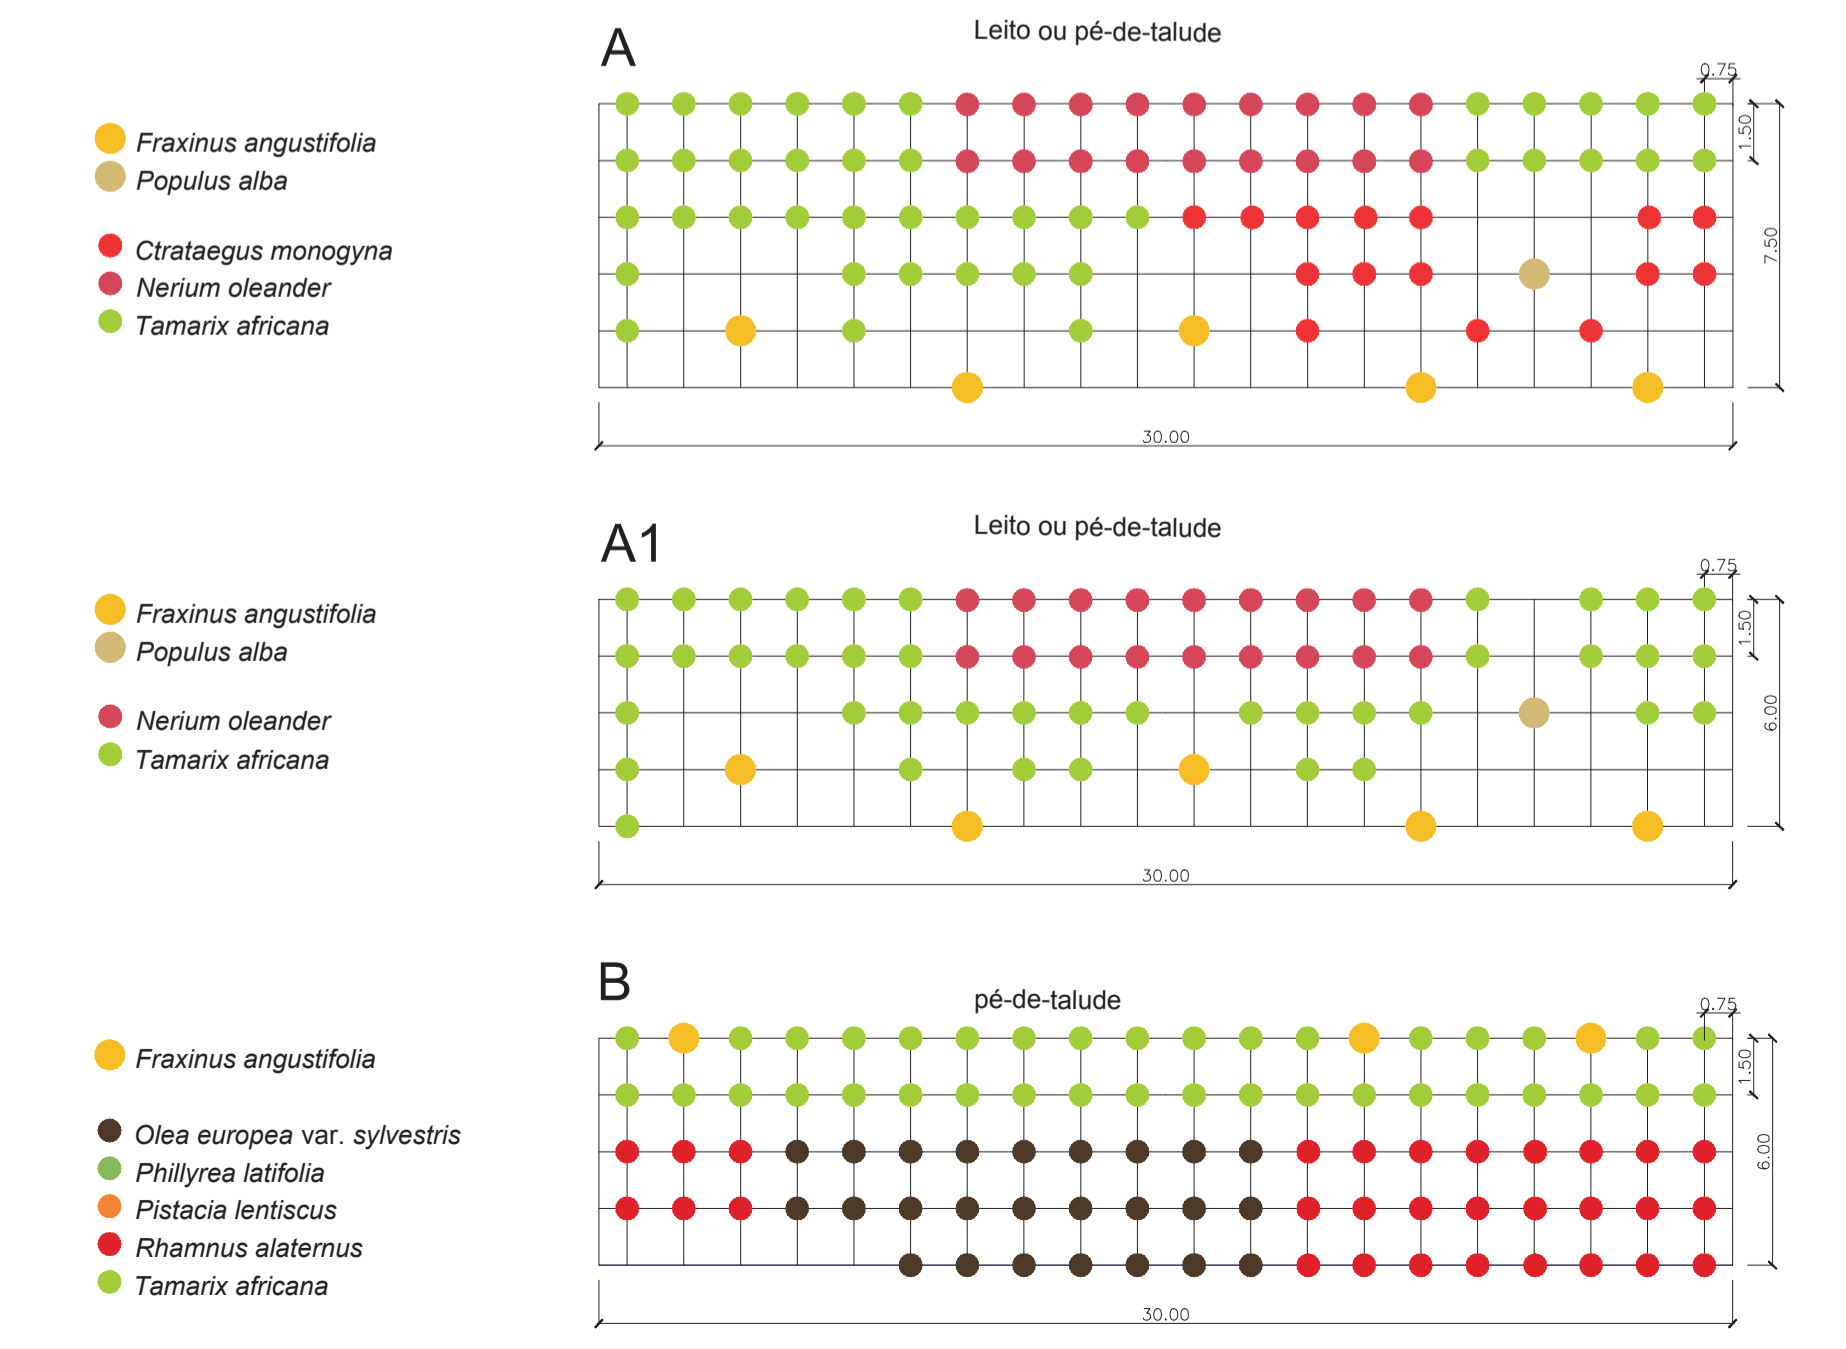 A
Leito ou pé-de-talude
0.75
Fraxinus angustifolia
Populus alba
Ctrataegus monogyna
Nerium oleander
Tamarix africana
1.50
7.50
30.00
A1
Leito ou pé-de-talude
0.75
Fraxinus angustifolia
Populus alba
Nerium oleander
Tamarix africana
1.50
6.00
30.00
B
pé-de-talude
0.75
Fraxinus angustifolia
Olea europea var. sylvestris
Phillyrea latifolia
Pistacia lentiscus
Rhamnus alaternus
Tamarix africana
1.50
6.00
30.00